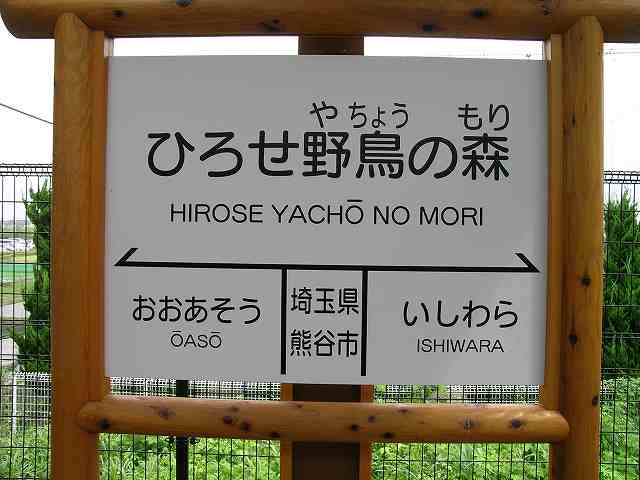 や ちょう もり
ひろせ野鳥の森
HIROSE YACHŌ NO MORI
おおあそう
ŌASŌ
埼玉県
熊谷市
いしわら
ISHIWARA